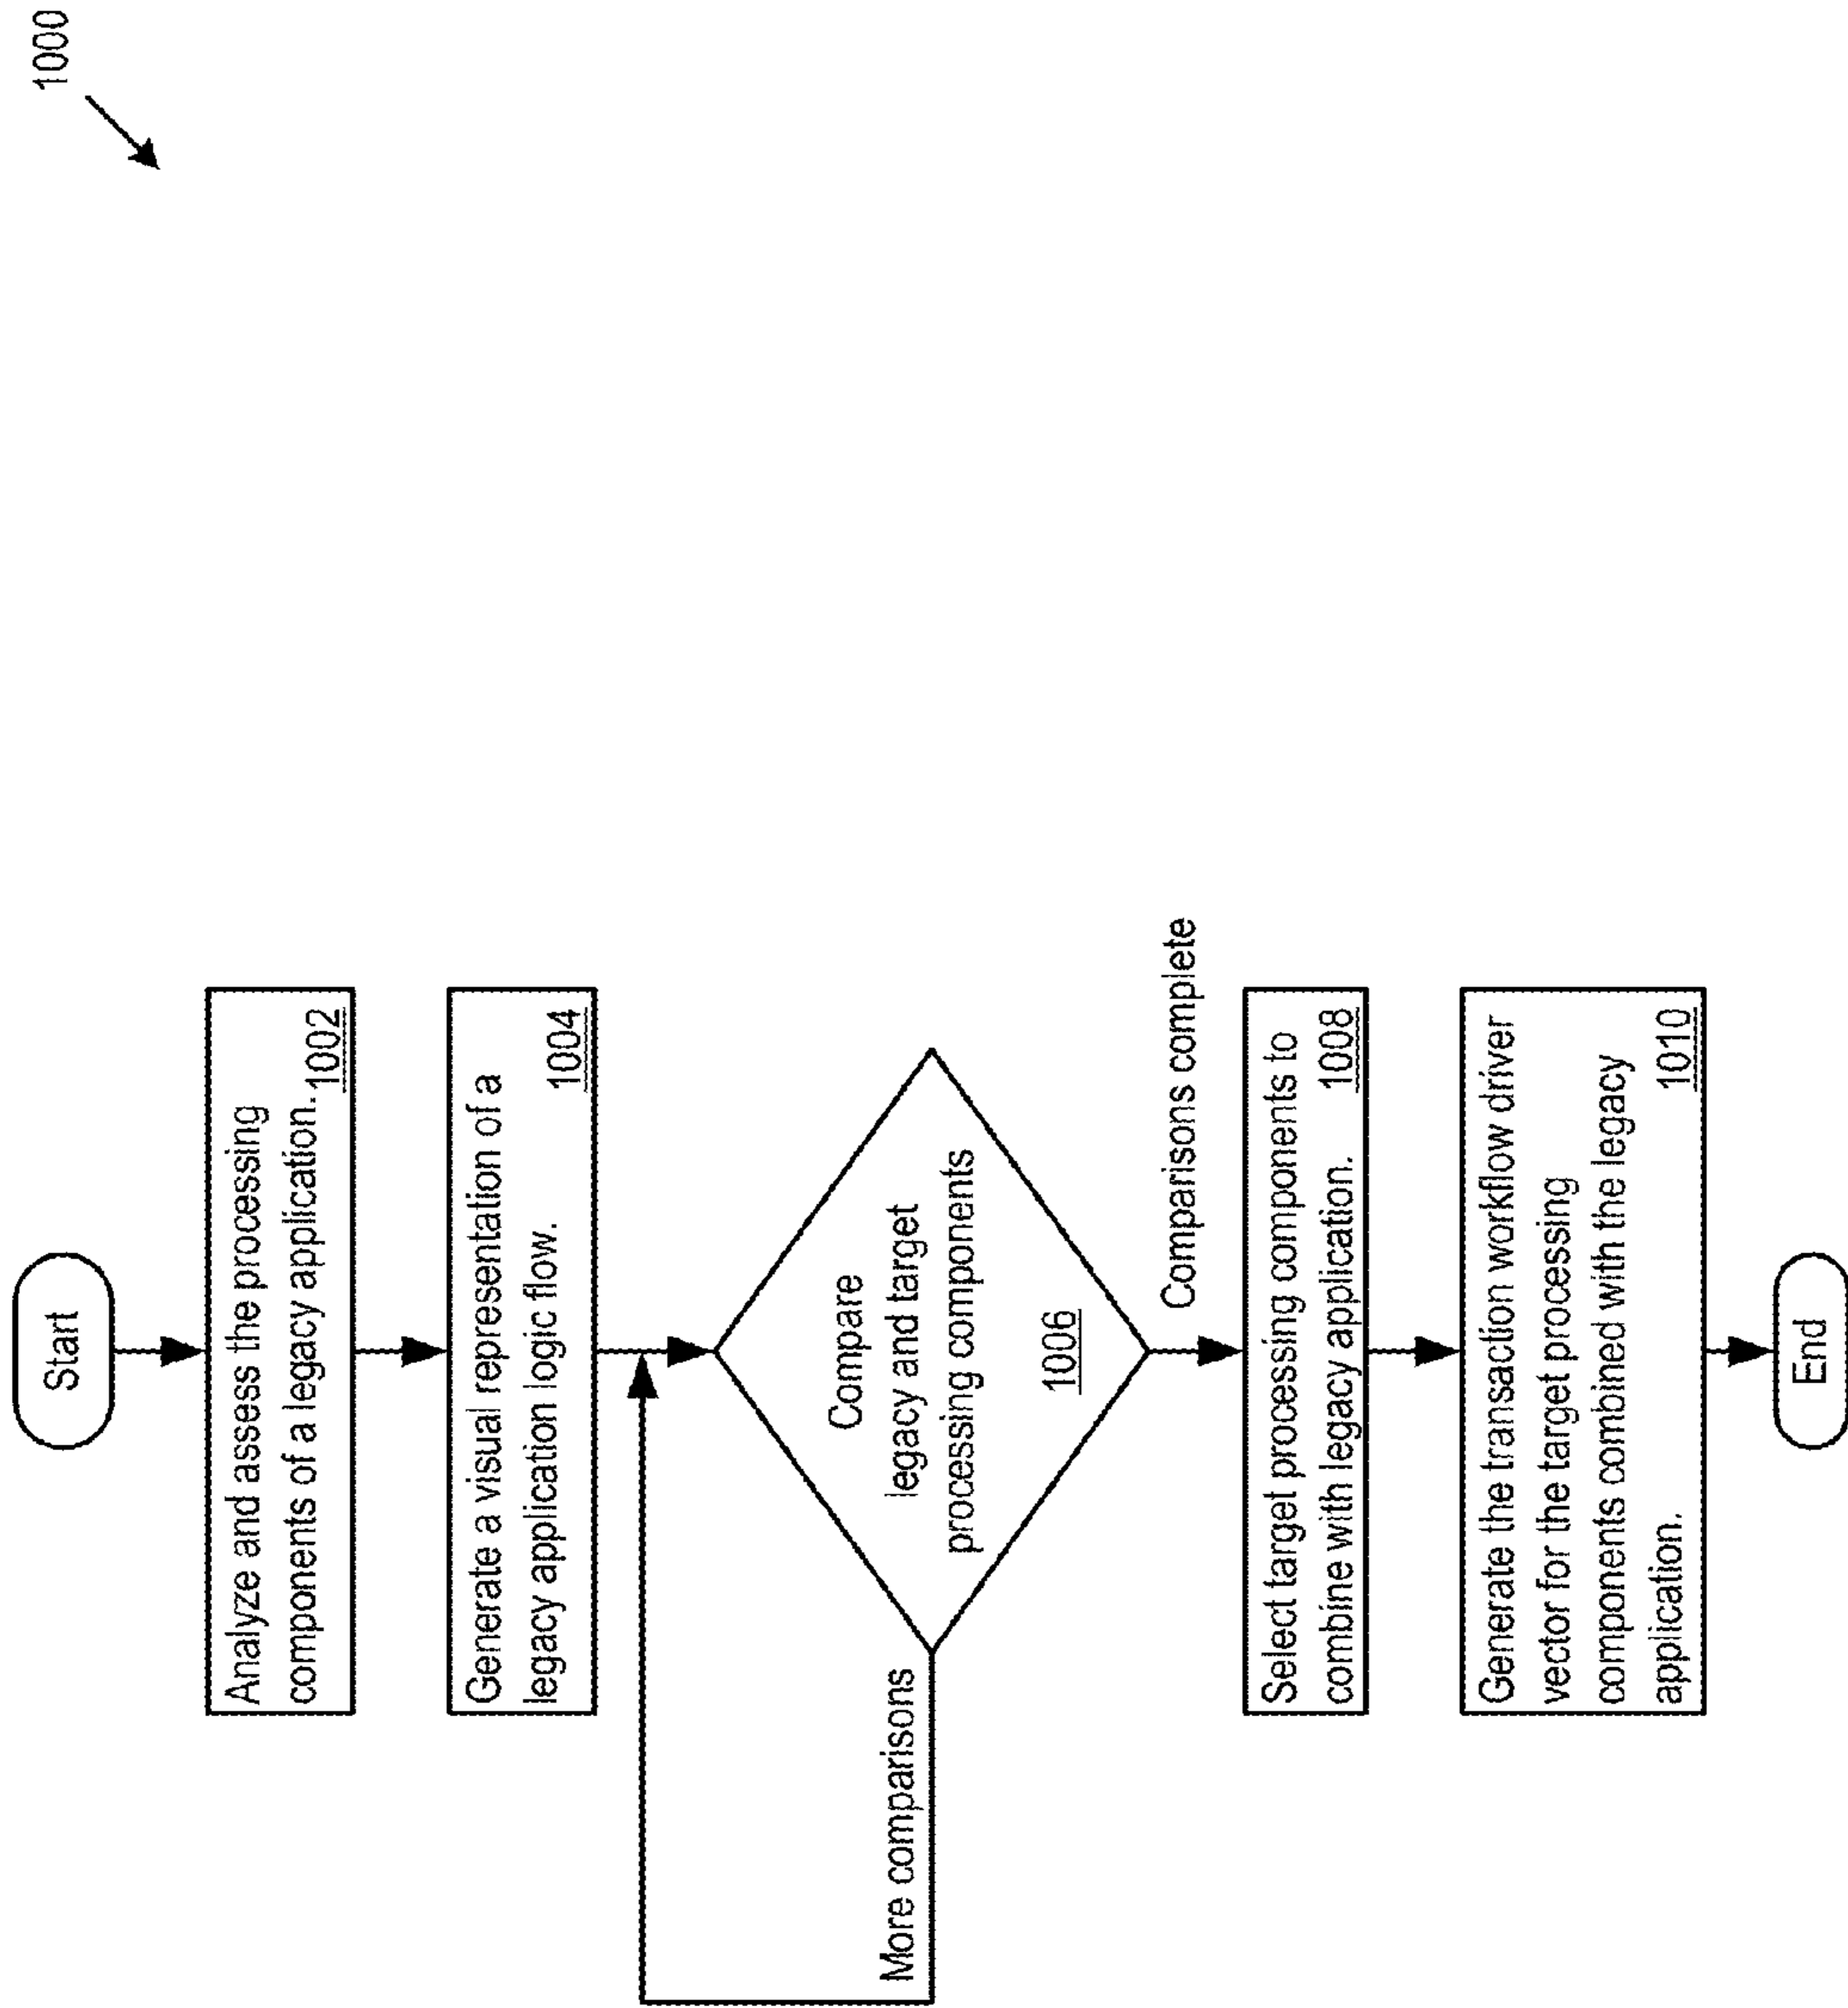 1000
Start
Analyze and assess the processing
components of a legacy application. 1002
Generate a visual representation of a
legacy application logic flow. 1004
Compare
legacy and target
processing components
1006
More comparisons
Comparisons complete
Select target processing components to
combine with legacy application. 1008
Generate the transaction workflow driver
vector for the target processing
components combined with the legacy
application. 1010
End